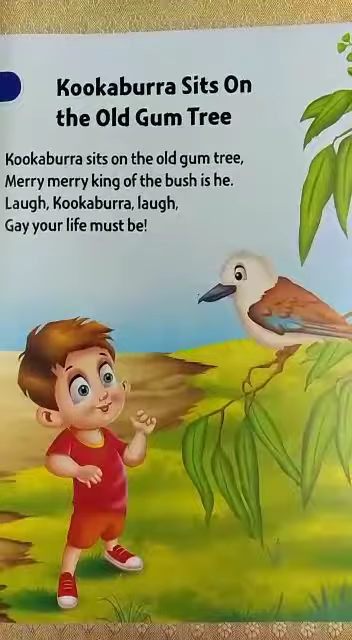 Kookaburra Sits On
the Old Gum Tree
Kookaburra sits on the old gum tree,
Merry merry king of the bush is he.
Laugh, Kookaburra, laugh,
Gay your life must be!